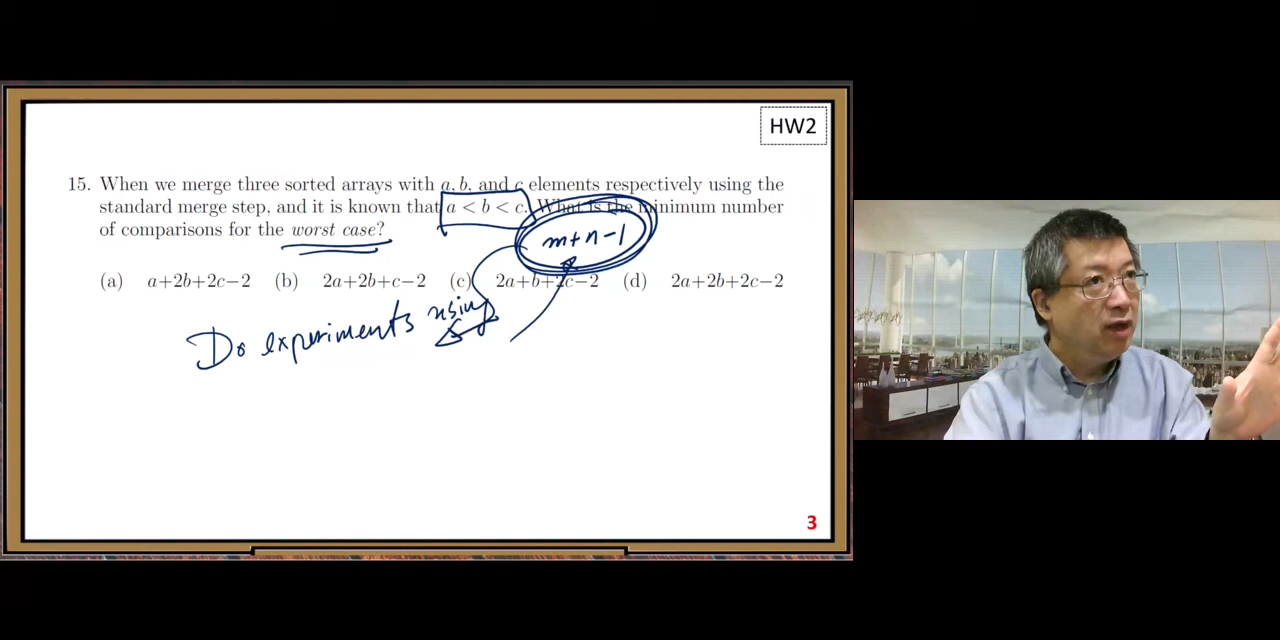 HW2
15. When we merge three sorted arrays with a, b, and c elements respectively using the
standard merge step, and it is known that a < b < c. What is the minimum number
of comparisons for the worst case?
m+n-1
(a) a+2b+2c−2 (b) 2a+2b+c−2 (c) 2a+b+2c−2 (d) 2a+2b+2c−2
Do experiments using
3